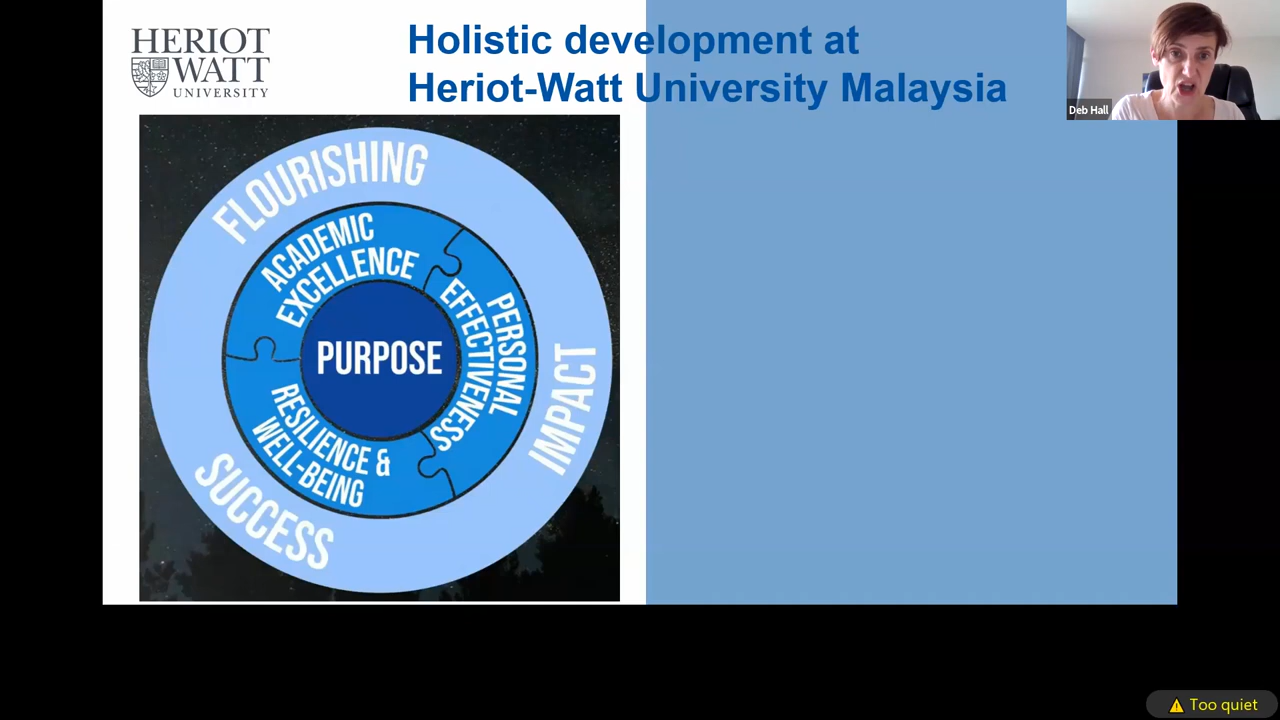 HERIOT
WATT
UNIVERSITY
Holistic development at
Heriot-Watt University Malaysia
Deb Hall
FLOURISHING
ACADEMIC
EXCELLENCE
PERSONAL
EFFECTIVENESS
PURPOSE
IMPACT
RESILIENCE &
WELL-BEING
SUCCESS
Too quiet